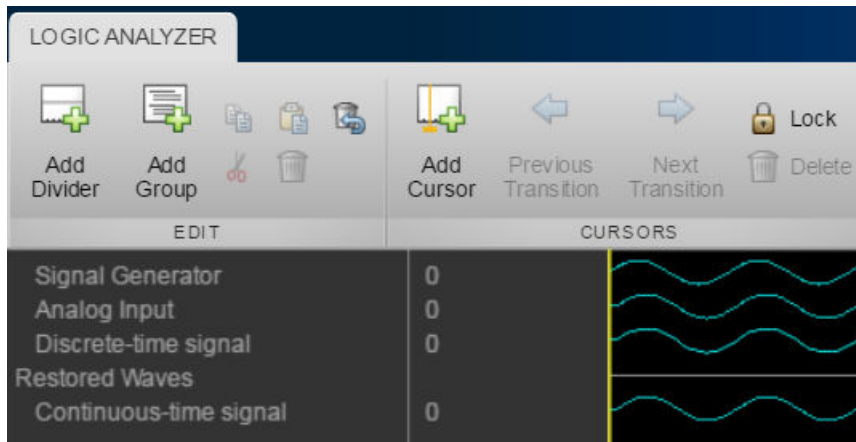 LOGIC ANALYZER
Add Divider
Add Group
Add Cursor
Previous Transition
Next Transition
Lock
Delete
EDIT
CURSORS
Signal Generator 0
Analog Input 0
Discrete-time signal 0
Restored Waves
Continuous-time signal 0